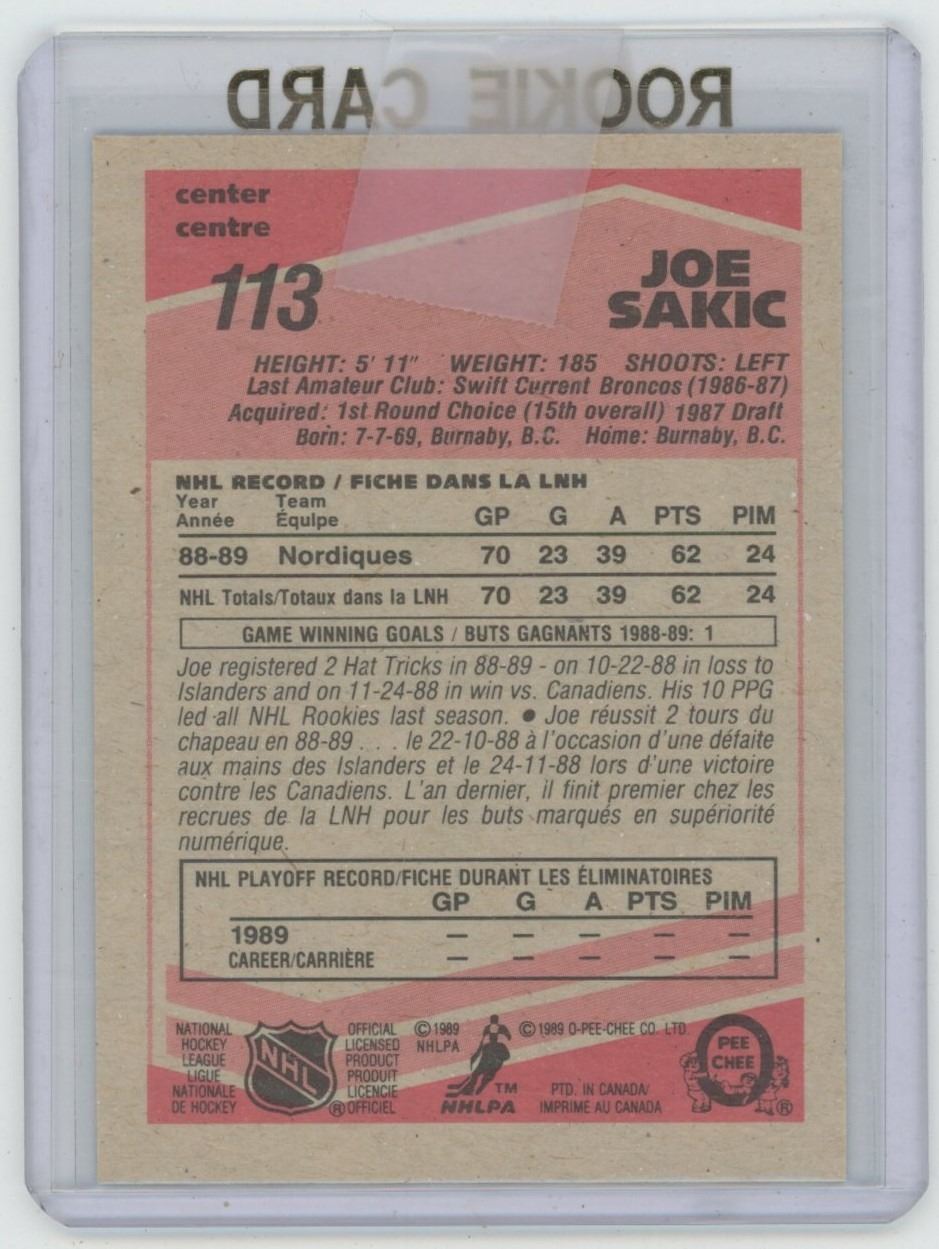 ROOKIE CARD
center
centre
113
JOE
SAKIC
HEIGHT: 5' 11" WEIGHT: 185 SHOOTS: LEFT
Last Amateur Club: Swift Current Broncos (1986-87)
Acquired: 1st Round Choice (15th overall) 1987 Draft
Born: 7-7-69, Burnaby, B.C. Home: Burnaby, B.C.
NHL RECORD / FICHE DANS LA LNH
Year Team
Année Équipe GP G A PTS PIM
88-89 Nordiques 70 23 39 62 24
NHL Totals/Totaux dans la LNH 70 23 39 62 24
GAME WINNING GOALS / BUTS GAGNANTS 1988-89: 1
Joe registered 2 Hat Tricks in 88-89 - on 10-22-88 in loss to
Islanders and on 11-24-88 in win vs. Canadiens. His 10 PPG
led all NHL Rookies last season. ● Joe réussit 2 tours du
chapeau en 88-89 . . . le 22-10-88 à l'occasion d'une défaite
aux mains des Islanders et le 24-11-88 lors d'une victoire
contre les Canadiens. L'an dernier, il finit premier chez les
recrues de la LNH pour les buts marqués en supériorité
numérique.
NHL PLAYOFF RECORD/FICHE DURANT LES ÉLIMINATOIRES
GP G A PTS PIM
1989 – – – – –
CAREER/CARRIÈRE – – – – –
NATIONAL
HOCKEY
LEAGUE
LIGUE
NATIONALE
DE HOCKEY
NHL
®
OFFICIAL
LICENSED
PRODUCT
PRODUIT
LICENCIE
OFFICIEL
© 1989
NHLPA
TM
NHLPA
© 1989 O-PEE-CHEE CO. LTD.
PTD. IN CANADA/
IMPRIME AU CANADA
O
PEE
CHEE
®